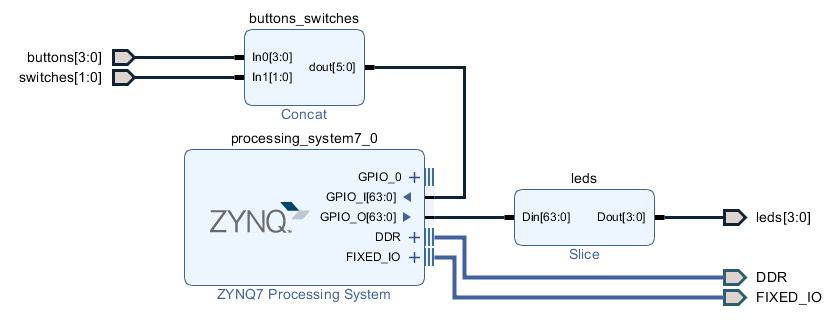 buttons_switches
buttons[3:0]
In0[3:0]
dout[5:0]
switches[1:0]
In1[1:0]
Concat
processing_system7_0
GPIO_0
GPIO_I[63:0]
ZYNQ
GPIO_O[63:0]
DDR
FIXED_IO
ZYNQ7 Processing System
leds
Din[63:0]
Dout[3:0]
Slice
leds[3:0]
DDR
FIXED_IO